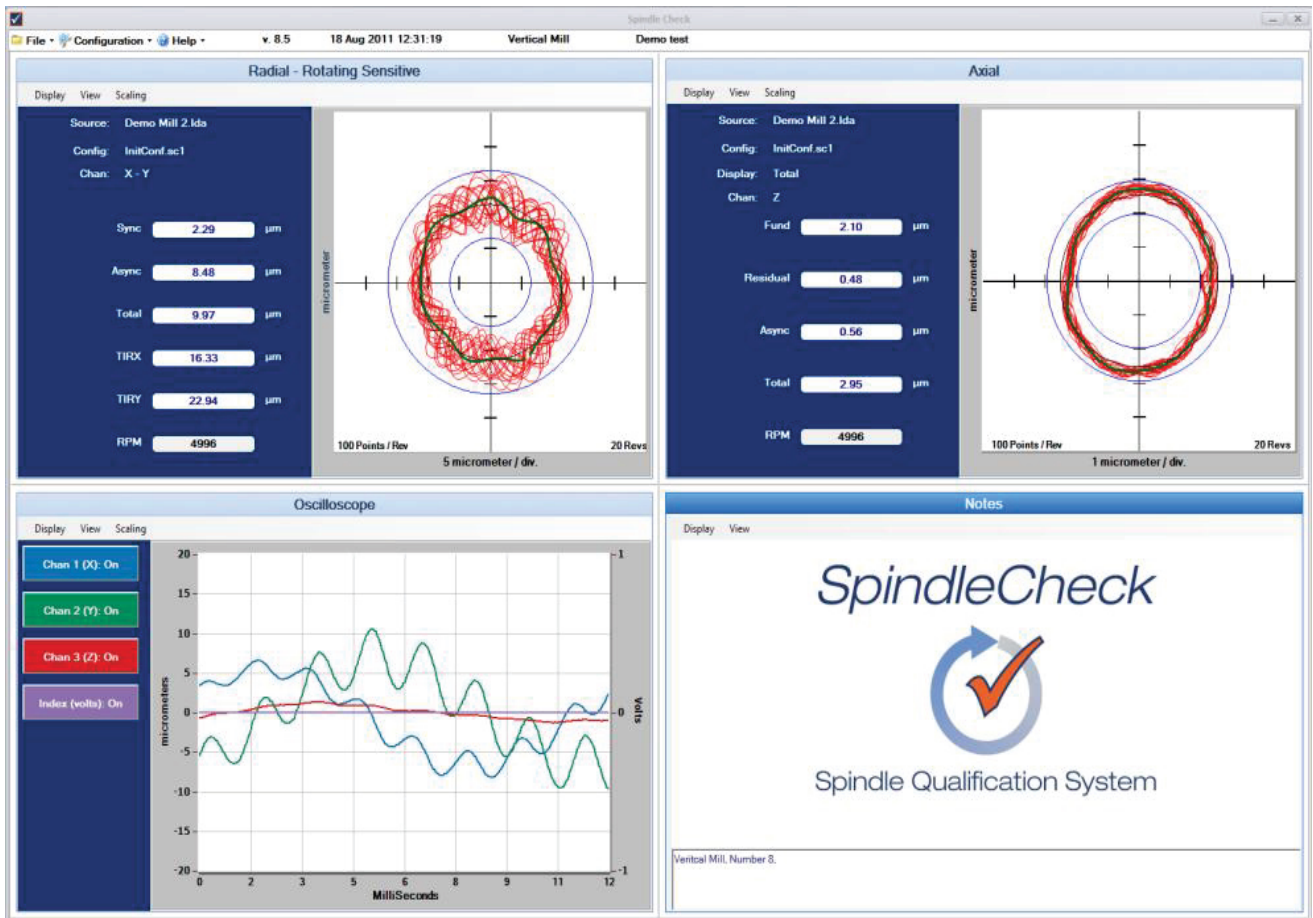 Spindle Check
File Configuration Help v. 8.5 18 Aug 2011 12:31:19 Vertical Mill Demo test
Radial - Rotating Sensitive
Display View Scaling
Source: Demo Mill 2.lda
Config: InitConf.sc1
Chan: X - Y
Sync 2.29 µm
Async 8.48 µm
Total 9.97 µm
TIRX 16.33 µm
TIRY 22.94 µm
RPM 4996
micrometer
100 Points / Rev 20 Revs
5 micrometer / div.
Axial
Display View Scaling
Source: Demo Mill 2.lda
Config: InitConf.sc1
Display: Total
Chan: Z
Fund 2.10 µm
Residual 0.48 µm
Async 0.56 µm
Total 2.95 µm
RPM 4996
micrometer
100 Points / Rev 20 Revs
1 micrometer / div.
Oscilloscope
Display View Scaling
Chan 1 (X): On
Chan 2 (Y): On
Chan 3 (Z): On
Index (volts): On
micrometers
20
15
10
5
0
-5
-10
-15
-20
1
0
-1
Volts
0 2 3 5 6 8 9 11 12
MilliSeconds
Notes
Display View
SpindleCheck
Spindle Qualification System
Veritcal Mill, Number 8,